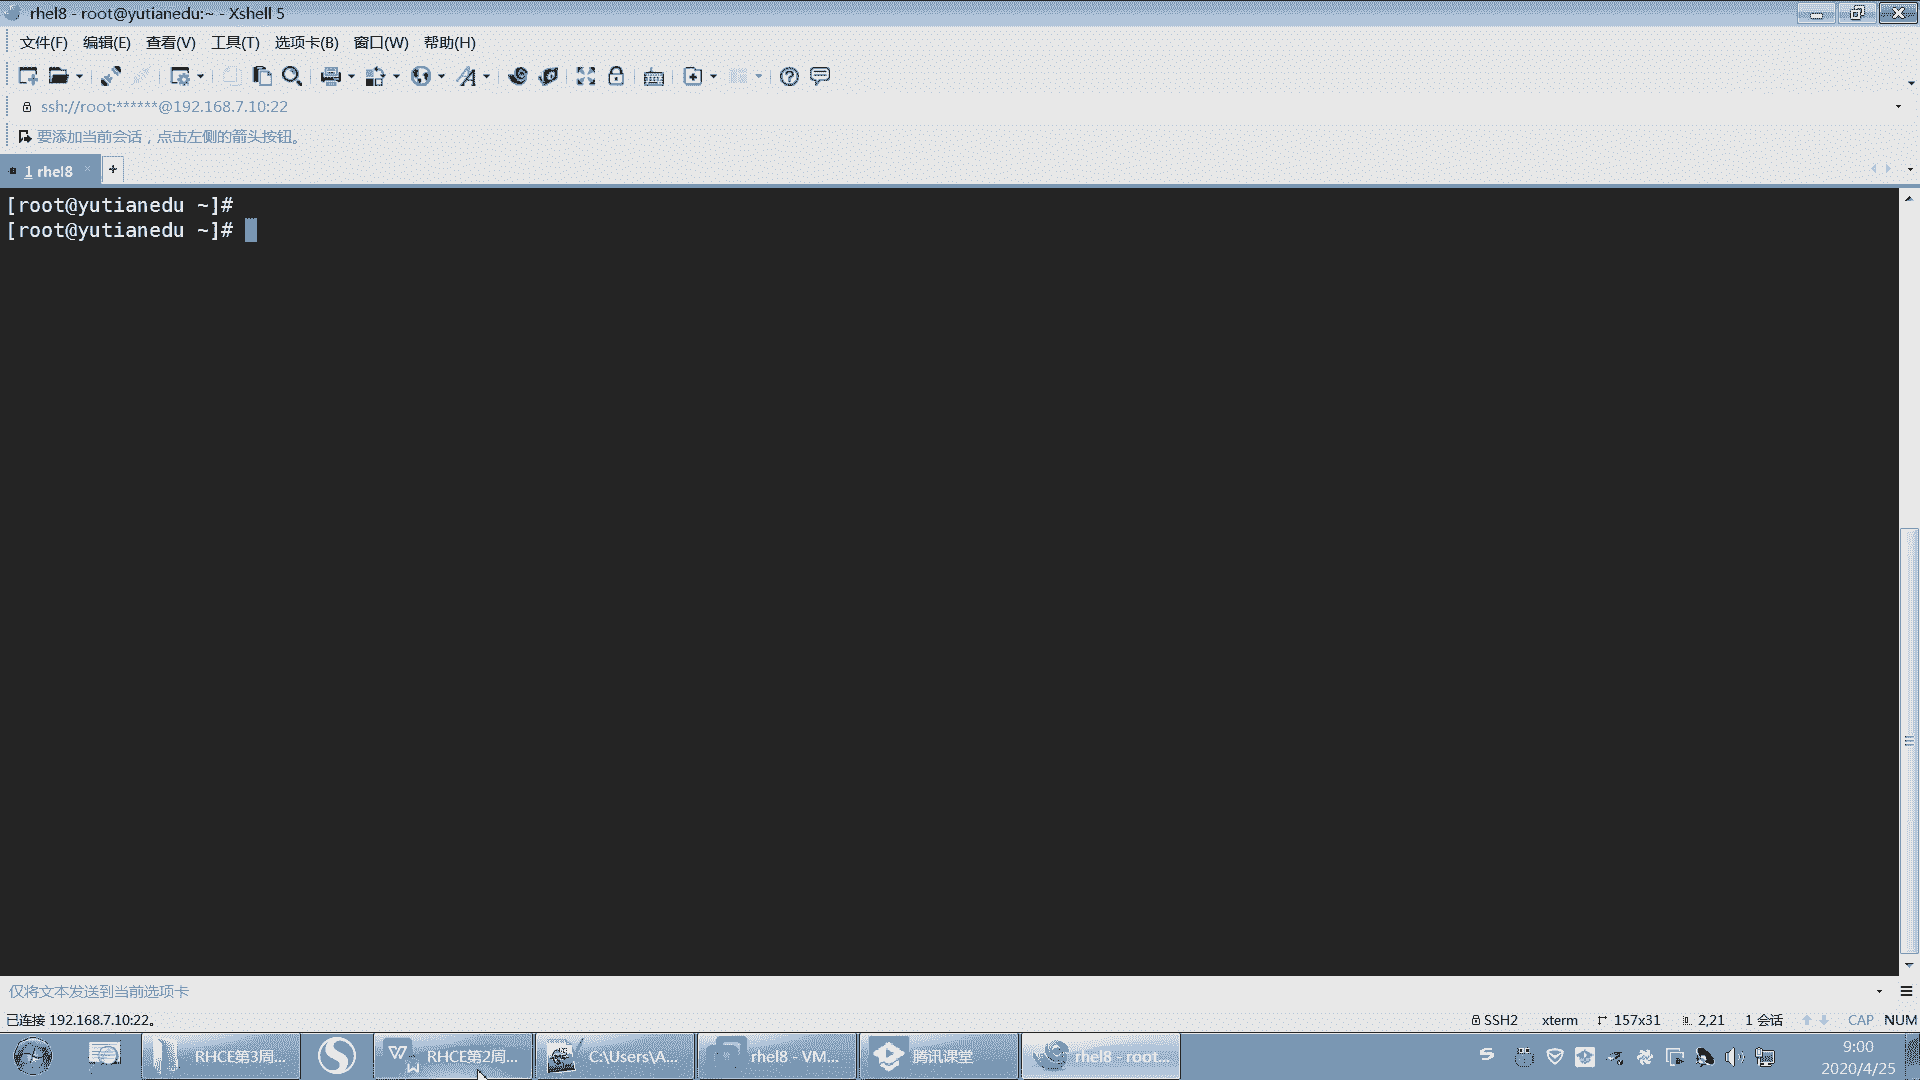 rhel8 - root@yutianedu:~ - Xshell 5
文件(F) 编辑(E) 查看(V) 工具(T) 选项卡(B) 窗口(W) 帮助(H)
ssh://root:******@192.168.7.10:22
要添加当前会话，点击左侧的箭头按钮。
1 rhel8
[root@yutianedu ~]#
[root@yutianedu ~]#
仅将文本发送到当前选项卡
已连接 192.168.7.10:22。 SSH2 xterm 157x31 2,21 1 会话 CAP NUM
RHCE第3周... RHCE第2周... C:\Users\A... rhel8 - VM... 腾讯课堂 rhel8 - root... 9:00
2020/4/25